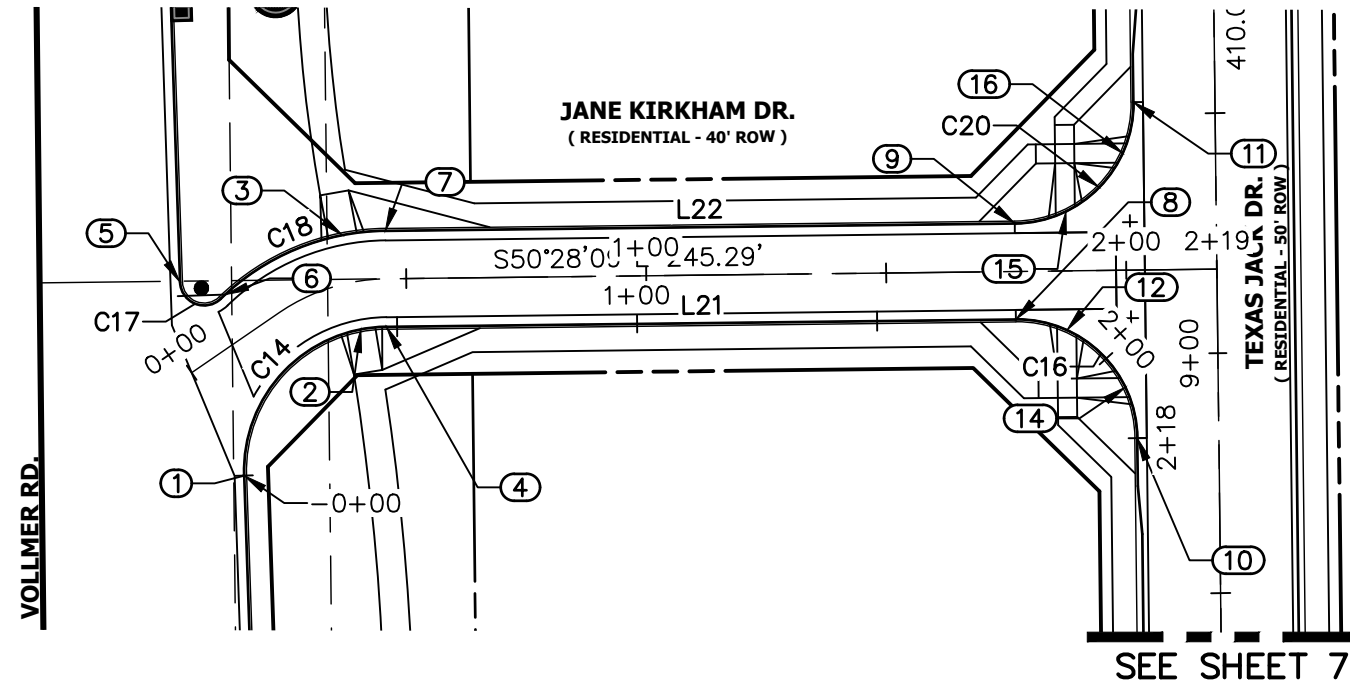 410.0
16
JANE KIRKHAM DR.
( RESIDENTIAL - 40' ROW )
C20
11
9
7
3
L22
8
C18
5
2+00
2+19
S50°28'0
1+00
245.29'
15
6
1+00
12
L21
C17
0+00
2+00
TEXAS JACK DR.
( RESIDENTIAL - 50' ROW )
C14
9+00
C16
2
14
2+18
1
4
-0+00
VOLLMER RD.
10
SEE SHEET 7